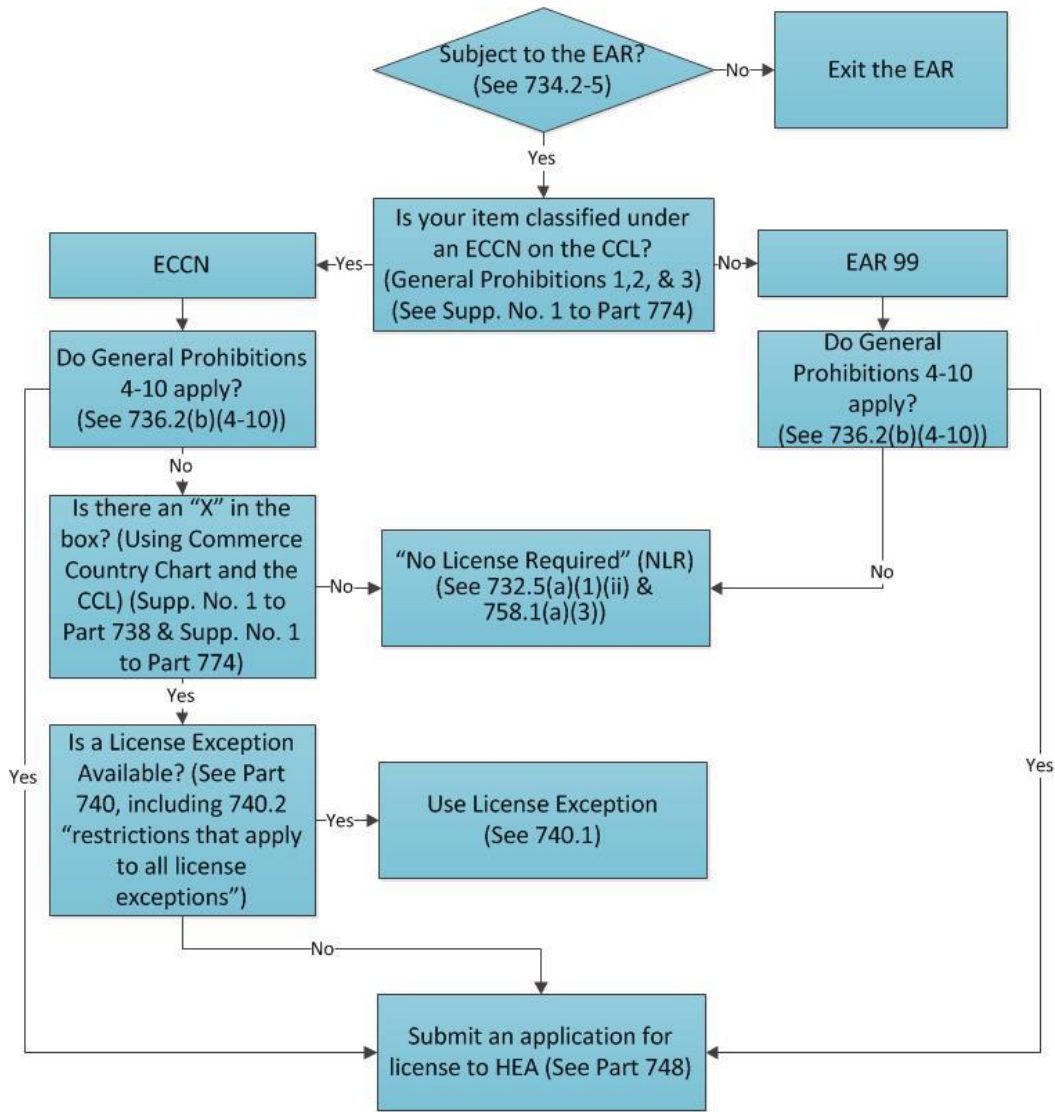 Subject to the EAR?
(See 734.2-5)
No
Exit the EAR
Yes
Is your item classified under
an ECCN on the CCL?
(General Prohibitions 1,2, & 3)
(See Supp. No. 1 to Part 774)
Yes
ECCN
No
EAR 99
Do General Prohibitions
4-10 apply?
(See 736.2(b)(4-10))
Do General
Prohibitions 4-10
apply?
(See 736.2(b)(4-10))
No
Is there an “X” in the
box? (Using Commerce
Country Chart and the
CCL) (Supp. No. 1 to
Part 738 & Supp. No. 1
to Part 774)
No
“No License Required” (NLR)
(See 732.5(a)(1)(ii) &
758.1(a)(3))
No
Yes
Is a License Exception
Available? (See Part
740, including 740.2
“restrictions that apply
to all license
exceptions”)
Yes
Use License Exception
(See 740.1)
Yes
Yes
No
Submit an application for
license to HEA (See Part 748)